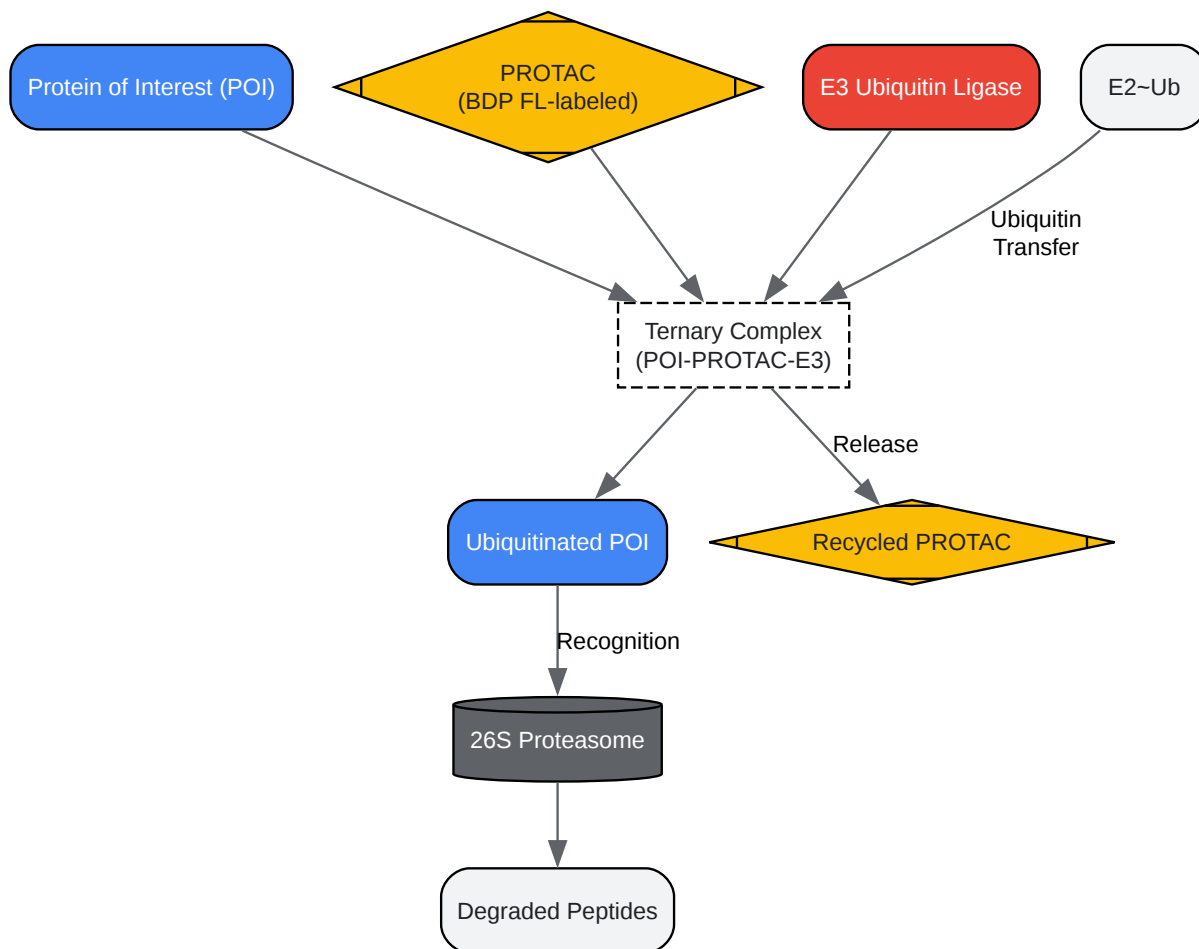 Protein of Interest (POI)
PROTAC
(BDP FL-labeled)
E3 Ubiquitin Ligase
E2~Ub
Ubiquitin
Transfer
Ternary Complex
(POI-PROTAC-E3)
Release
Ubiquitinated POI
Recycled PROTAC
Recognition
26S Proteasome
Degraded Peptides